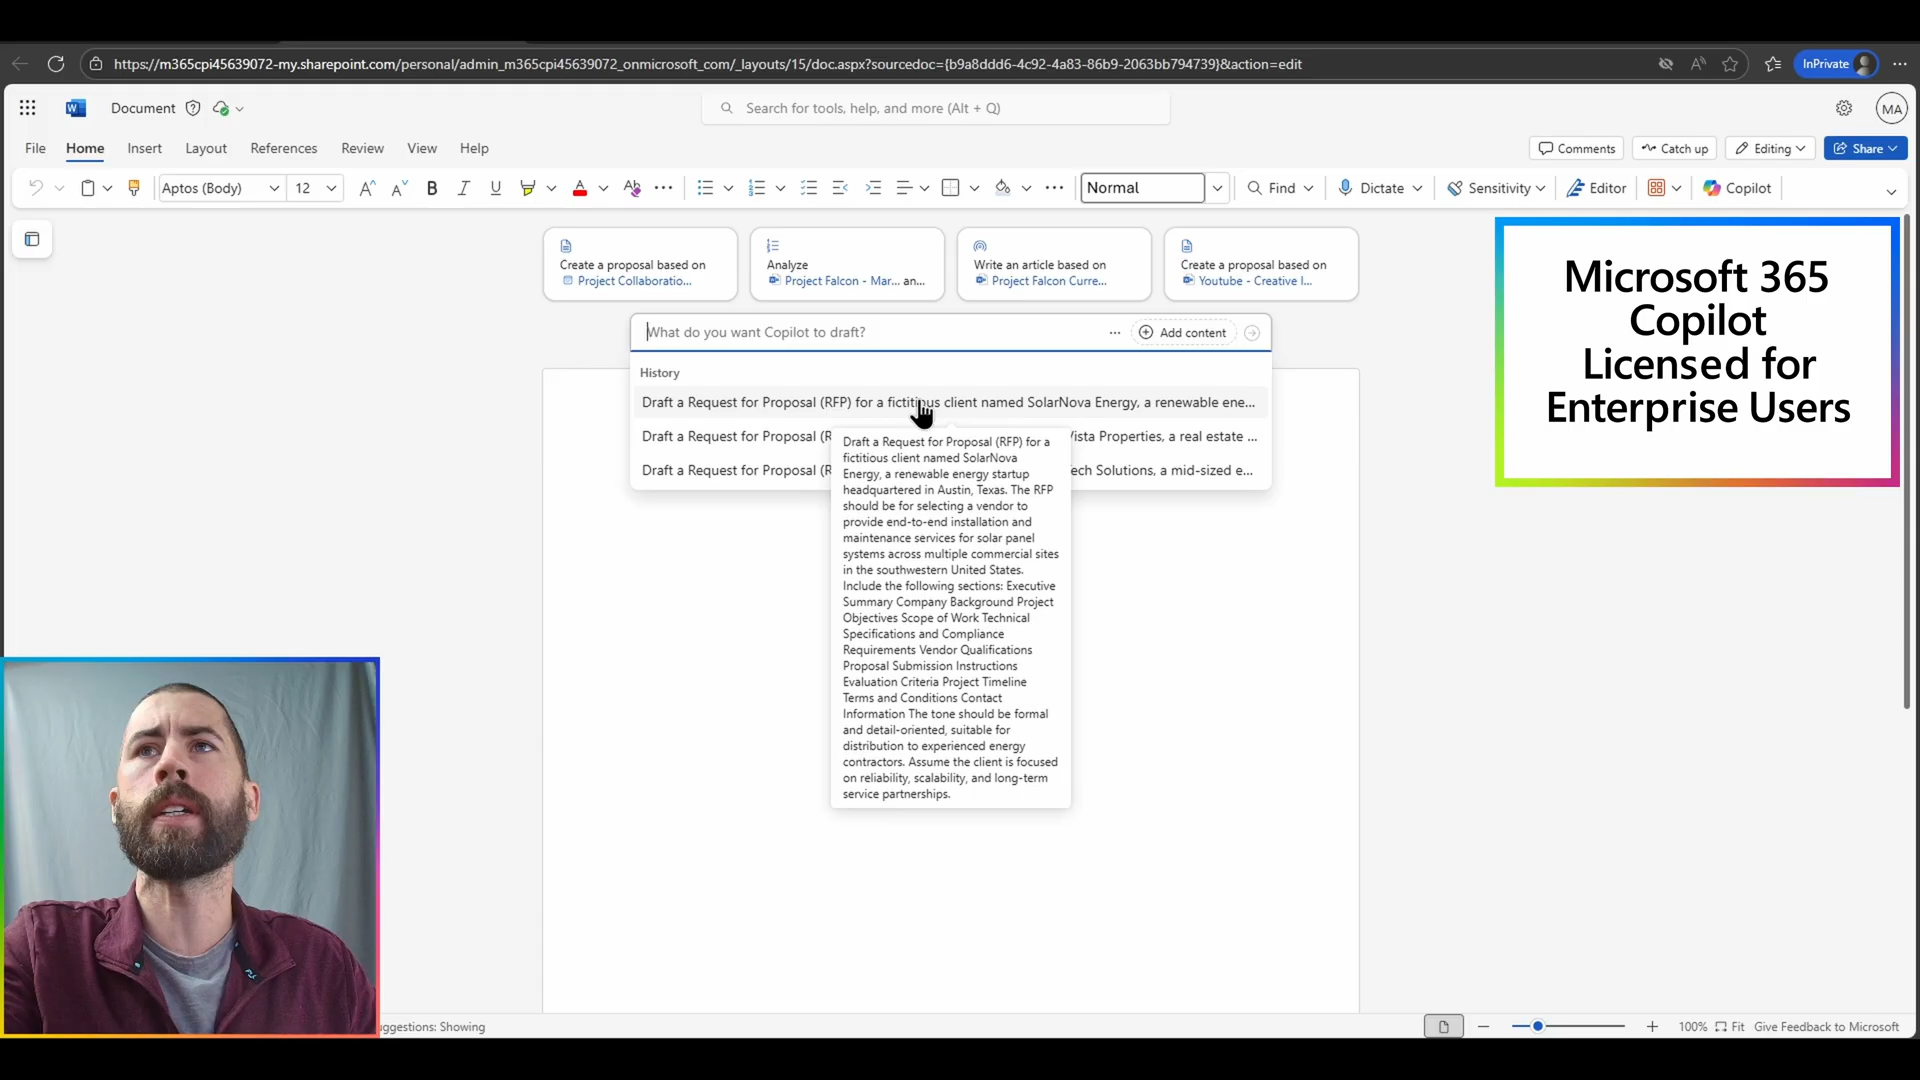 https://m365cpi45639072-my.sharepoint.com/personal/admin_m365cpi45639072_onmicrosoft_com/_layouts/15/doc.aspx?sourcedoc={b9a8ddd6-4c92-4a83-86b9-2063bb794739}&action=edit
InPrivate
Document
Search for tools, help, and more (Alt + Q)
MA
File Home Insert Layout References Review View Help
Comments Catch up Editing Share
Aptos (Body) 12 Normal Find Dictate Sensitivity Editor Copilot
Create a proposal based on
Project Collaboratio...
Analyze
Project Falcon - Mar... an...
Write an article based on
Project Falcon Curre...
Create a proposal based on
Youtube - Creative I...
Microsoft 365
Copilot
Licensed for
Enterprise Users
What do you want Copilot to draft?
Add content
History
Draft a Request for Proposal (RFP) for a fictitious client named SolarNova Energy, a renewable ene...
Draft a Request for Proposal (R
Vista Properties, a real estate ...
Draft a Request for Proposal (R
ech Solutions, a mid-sized e...
Draft a Request for Proposal (RFP) for a
fictitious client named SolarNova
Energy, a renewable energy startup
headquartered in Austin, Texas. The RFP
should be for selecting a vendor to
provide end-to-end installation and
maintenance services for solar panel
systems across multiple commercial sites
in the southwestern United States.
Include the following sections: Executive
Summary Company Background Project
Objectives Scope of Work Technical
Specifications and Compliance
Requirements Vendor Qualifications
Proposal Submission Instructions
Evaluation Criteria Project Timeline
Terms and Conditions Contact
Information The tone should be formal
and detail-oriented, suitable for
distribution to experienced energy
contractors. Assume the client is focused
on reliability, scalability, and long-term
service partnerships.
uggestions: Showing
100% Fit Give Feedback to Microsoft